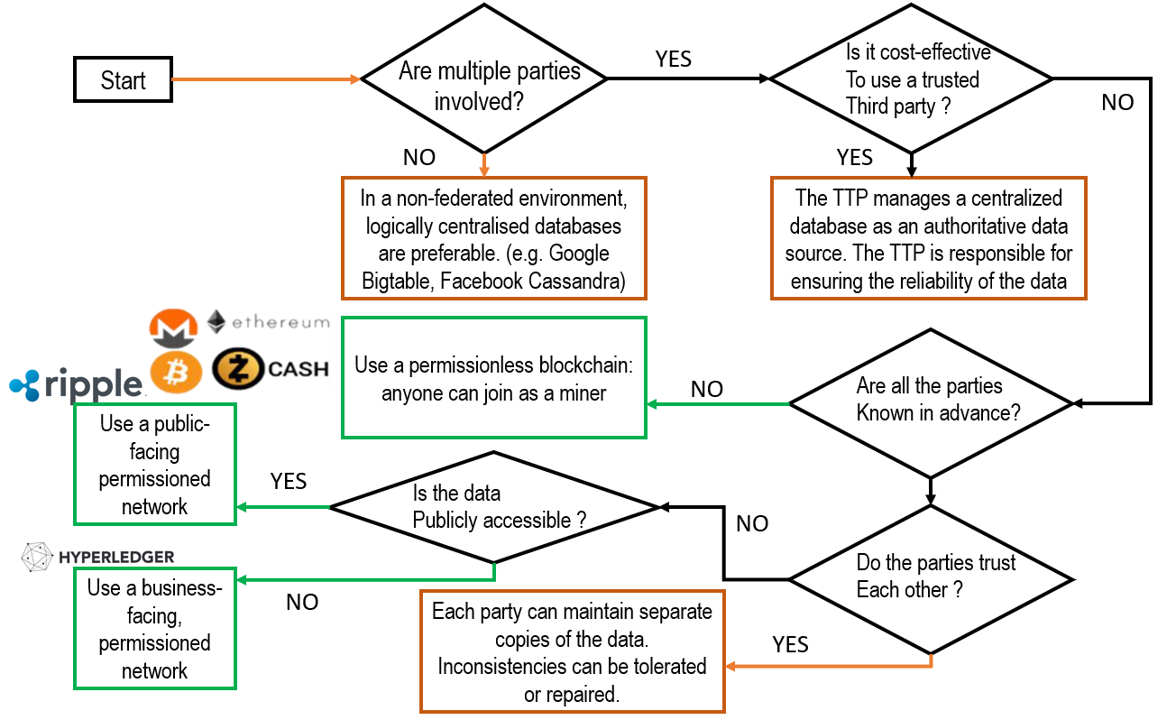 Start
Are multiple parties
involved?
YES
Is it cost-effective
To use a trusted
Third party ?
NO
NO
YES
In a non-federated environment,
logically centralised databases
are preferable. (e.g. Google
Bigtable, Facebook Cassandra)
The TTP manages a centralized
database as an authoritative data
source. The TTP is responsible for
ensuring the reliability of the data
ethereum
CASH
ripple
Use a permissionless blockchain:
anyone can join as a miner
NO
Are all the parties
Known in advance?
Use a public-
facing
permissioned
network
YES
Is the data
Publicly accessible ?
NO
Do the parties trust
Each other ?
HYPERLEDGER
Use a business-
facing,
permissioned
network
NO
Each party can maintain separate
copies of the data.
Inconsistencies can be tolerated
or repaired.
YES